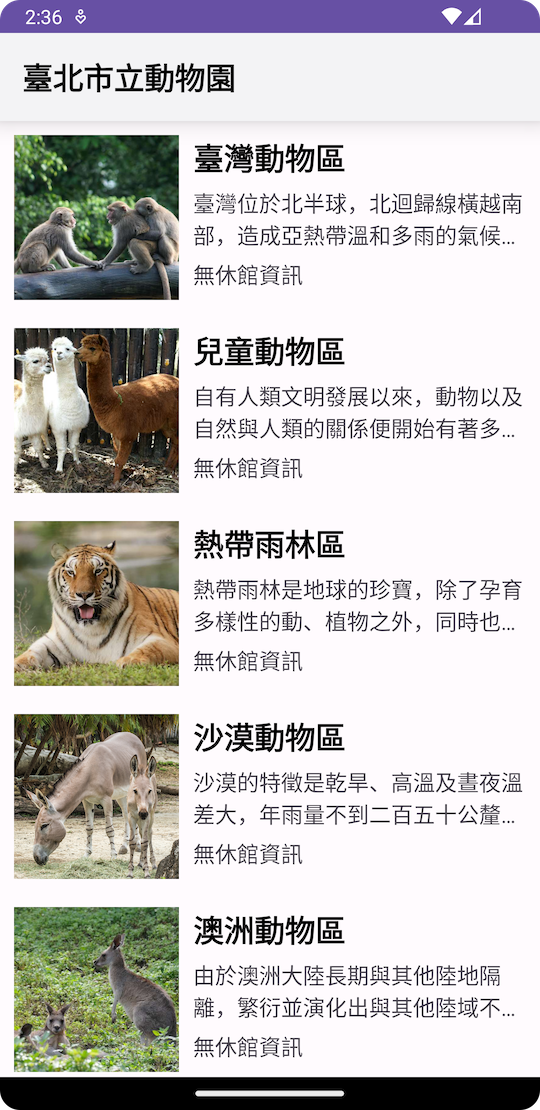 2:36
臺北市立動物園
臺灣動物區
臺灣位於北半球，北迴歸線橫越南
部，造成亞熱帶溫和多雨的氣候...
無休館資訊
兒童動物區
自有人類文明發展以來，動物以及
自然與人類的關係便開始有著多...
無休館資訊
熱帶雨林區
熱帶雨林是地球的珍寶，除了孕育
多樣性的動、植物之外，同時也...
無休館資訊
沙漠動物區
沙漠的特徵是乾旱、高溫及晝夜溫
差大，年雨量不到二百五十公釐...
無休館資訊
澳洲動物區
由於澳洲大陸長期與其他陸地隔
離，繁衍並演化出與其他陸域不...
無休館資訊